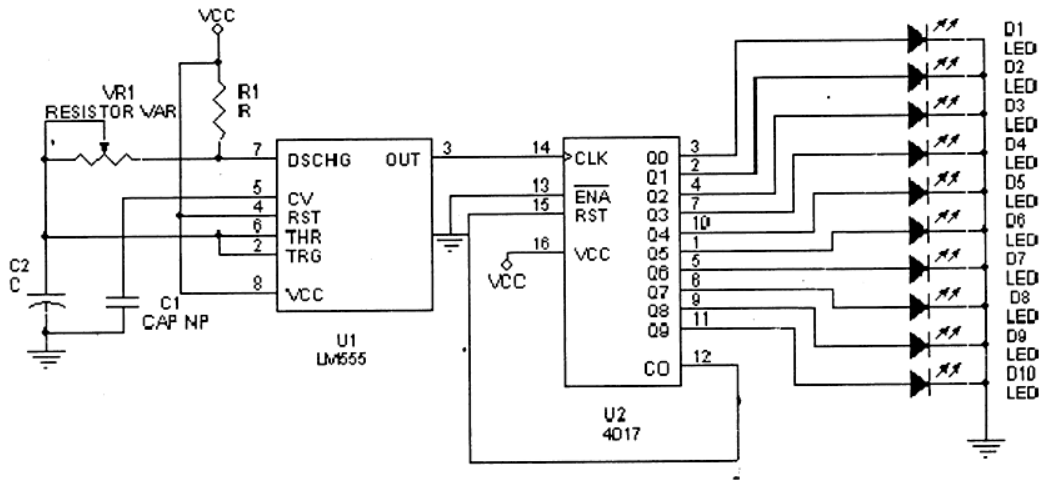 VCC
VR1
RESISTOR VAR
R1
R
7 DSCHG OUT 3
5 CV
4 RST
6 THR
2 TRG
8 VCC
C2
C
C1
CAP NP
U1
LM555
14 CLK
13 ENA
15 RST
16 VCC
VCC
Q0 3
Q1 2
Q2 4
Q3 7
Q4 10
Q5 1
Q6 5
Q7 6
Q8 9
Q9 11
CO 12
U2
4017
D1
LED
D2
LED
D3
LED
D4
LED
D5
LED
D6
LED
D7
LED
D8
LED
D9
LED
D10
LED